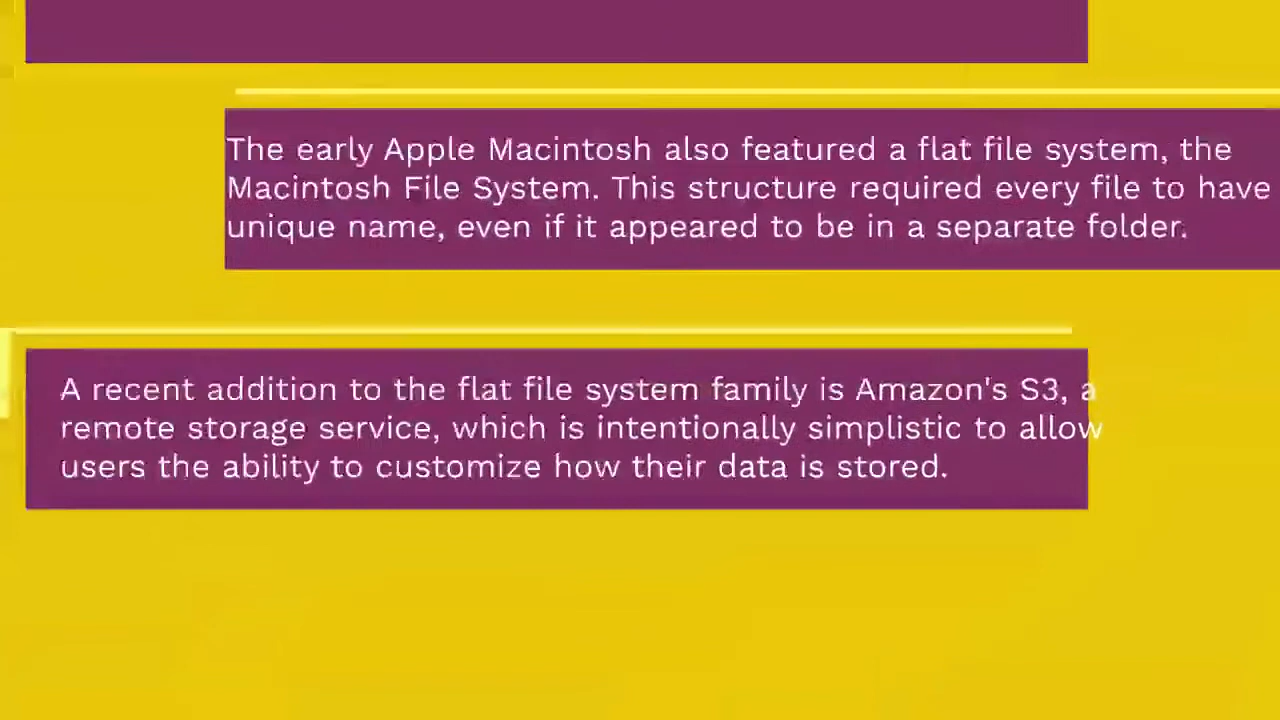 The early Apple Macintosh also featured a flat file system, the
Macintosh File System. This structure required every file to have
unique name, even if it appeared to be in a separate folder.
A recent addition to the flat file system family is Amazon's S3, a
remote storage service, which is intentionally simplistic to allow
users the ability to customize how their data is stored.